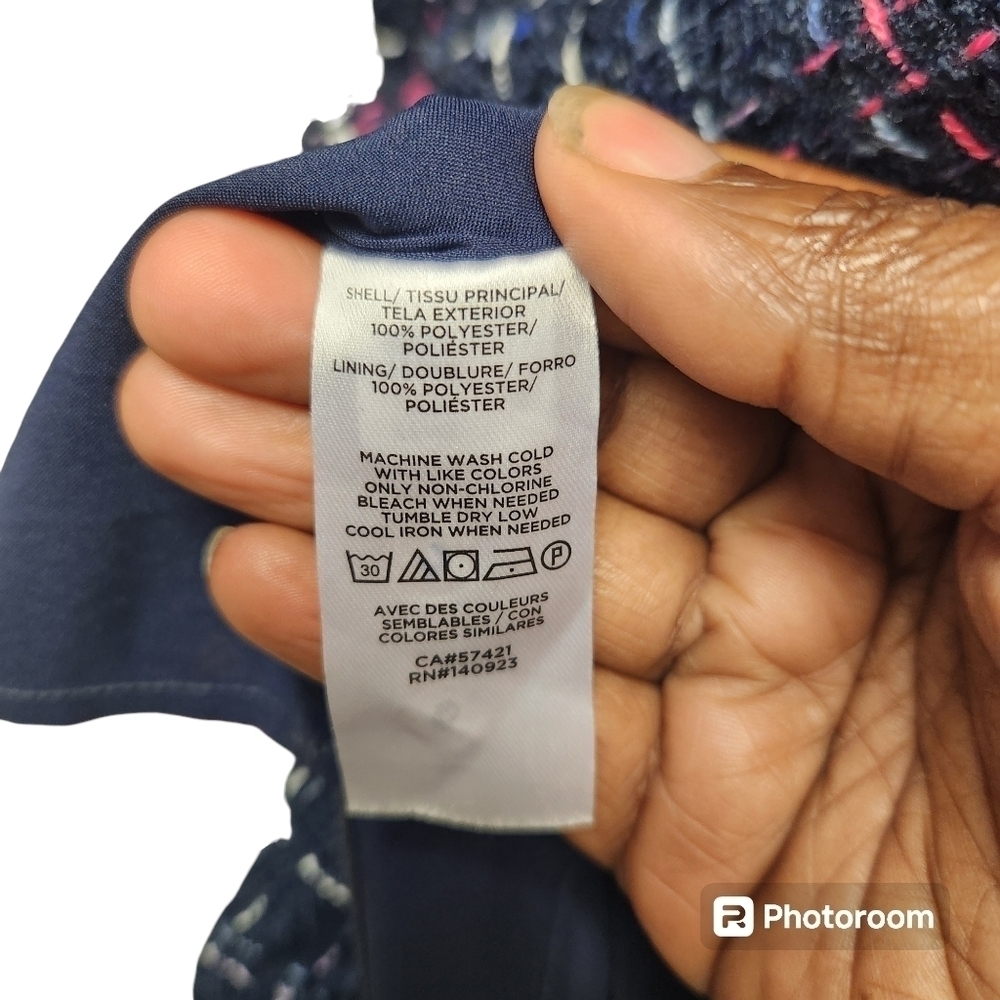 SHELL/ TISSU PRINCIPAL/
TELA EXTERIOR
100% POLYESTER/
POLIÉSTER
LINING/ DOUBLURE/ FORRO
100% POLYESTER/
POLIÉSTER
MACHINE WASH COLD
WITH LIKE COLORS
ONLY NON-CHLORINE
BLEACH WHEN NEEDED
TUMBLE DRY LOW
COOL IRON WHEN NEEDED
30 P
AVEC DES COULEURS
SEMBLABLES / CON
COLORES SIMILARES
CA#57421
RN#140923
Photoroom